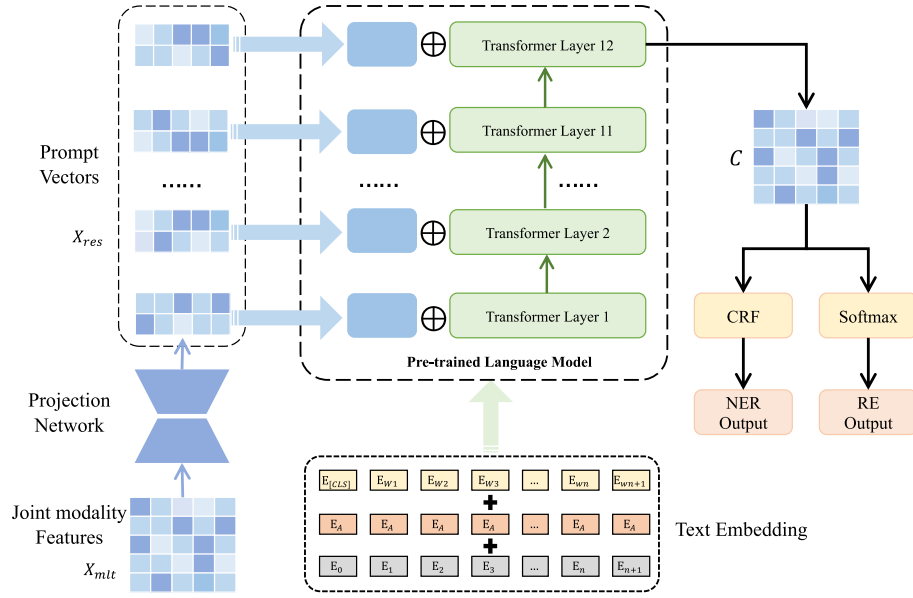 Prompt
Vectors
......
X_res
Projection
Network
Joint modality
Features
X_mlt
......
......
Transformer Layer 12
Transformer Layer 11
Transformer Layer 2
Transformer Layer 1
Pre-trained Language Model
C
CRF
Softmax
NER
Output
RE
Output
E_[CLS] E_W1 E_W2 E_W3 ... E_wn E_wn+1
+
E_A E_A E_A E_A ... E_A E_A
+
E_0 E_1 E_2 E_3 ... E_n E_n+1
Text Embedding